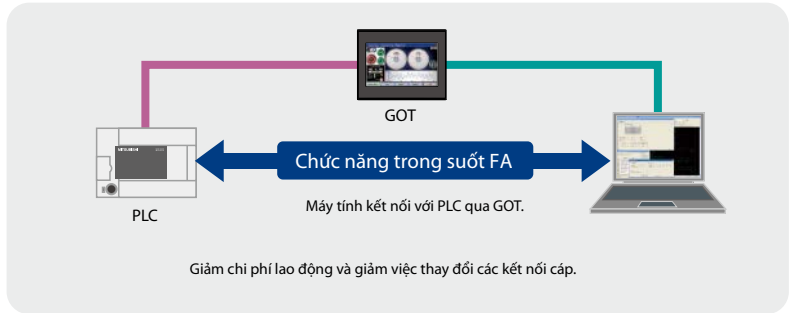 GOT
Chức năng trong suốt FA
MITSUBISHI
PLC
Máy tính kết nối với PLC qua GOT.
Giảm chi phí lao động và giảm việc thay đổi các kết nối cáp.